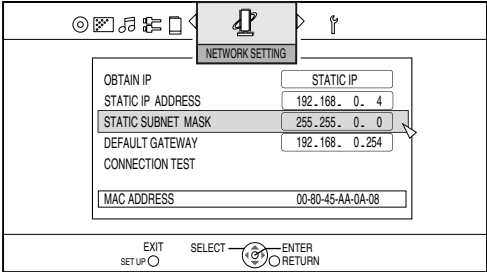 NETWORK SETTING
OBTAIN IP STATIC IP
STATIC IP ADDRESS 192.168. 0. 4
STATIC SUBNET MASK 255.255. 0. 0
DEFAULT GATEWAY 192.168. 0.254
CONNECTION TEST
MAC ADDRESS 00-80-45-AA-0A-08
EXIT SELECT ENTER
SET UP RETURN